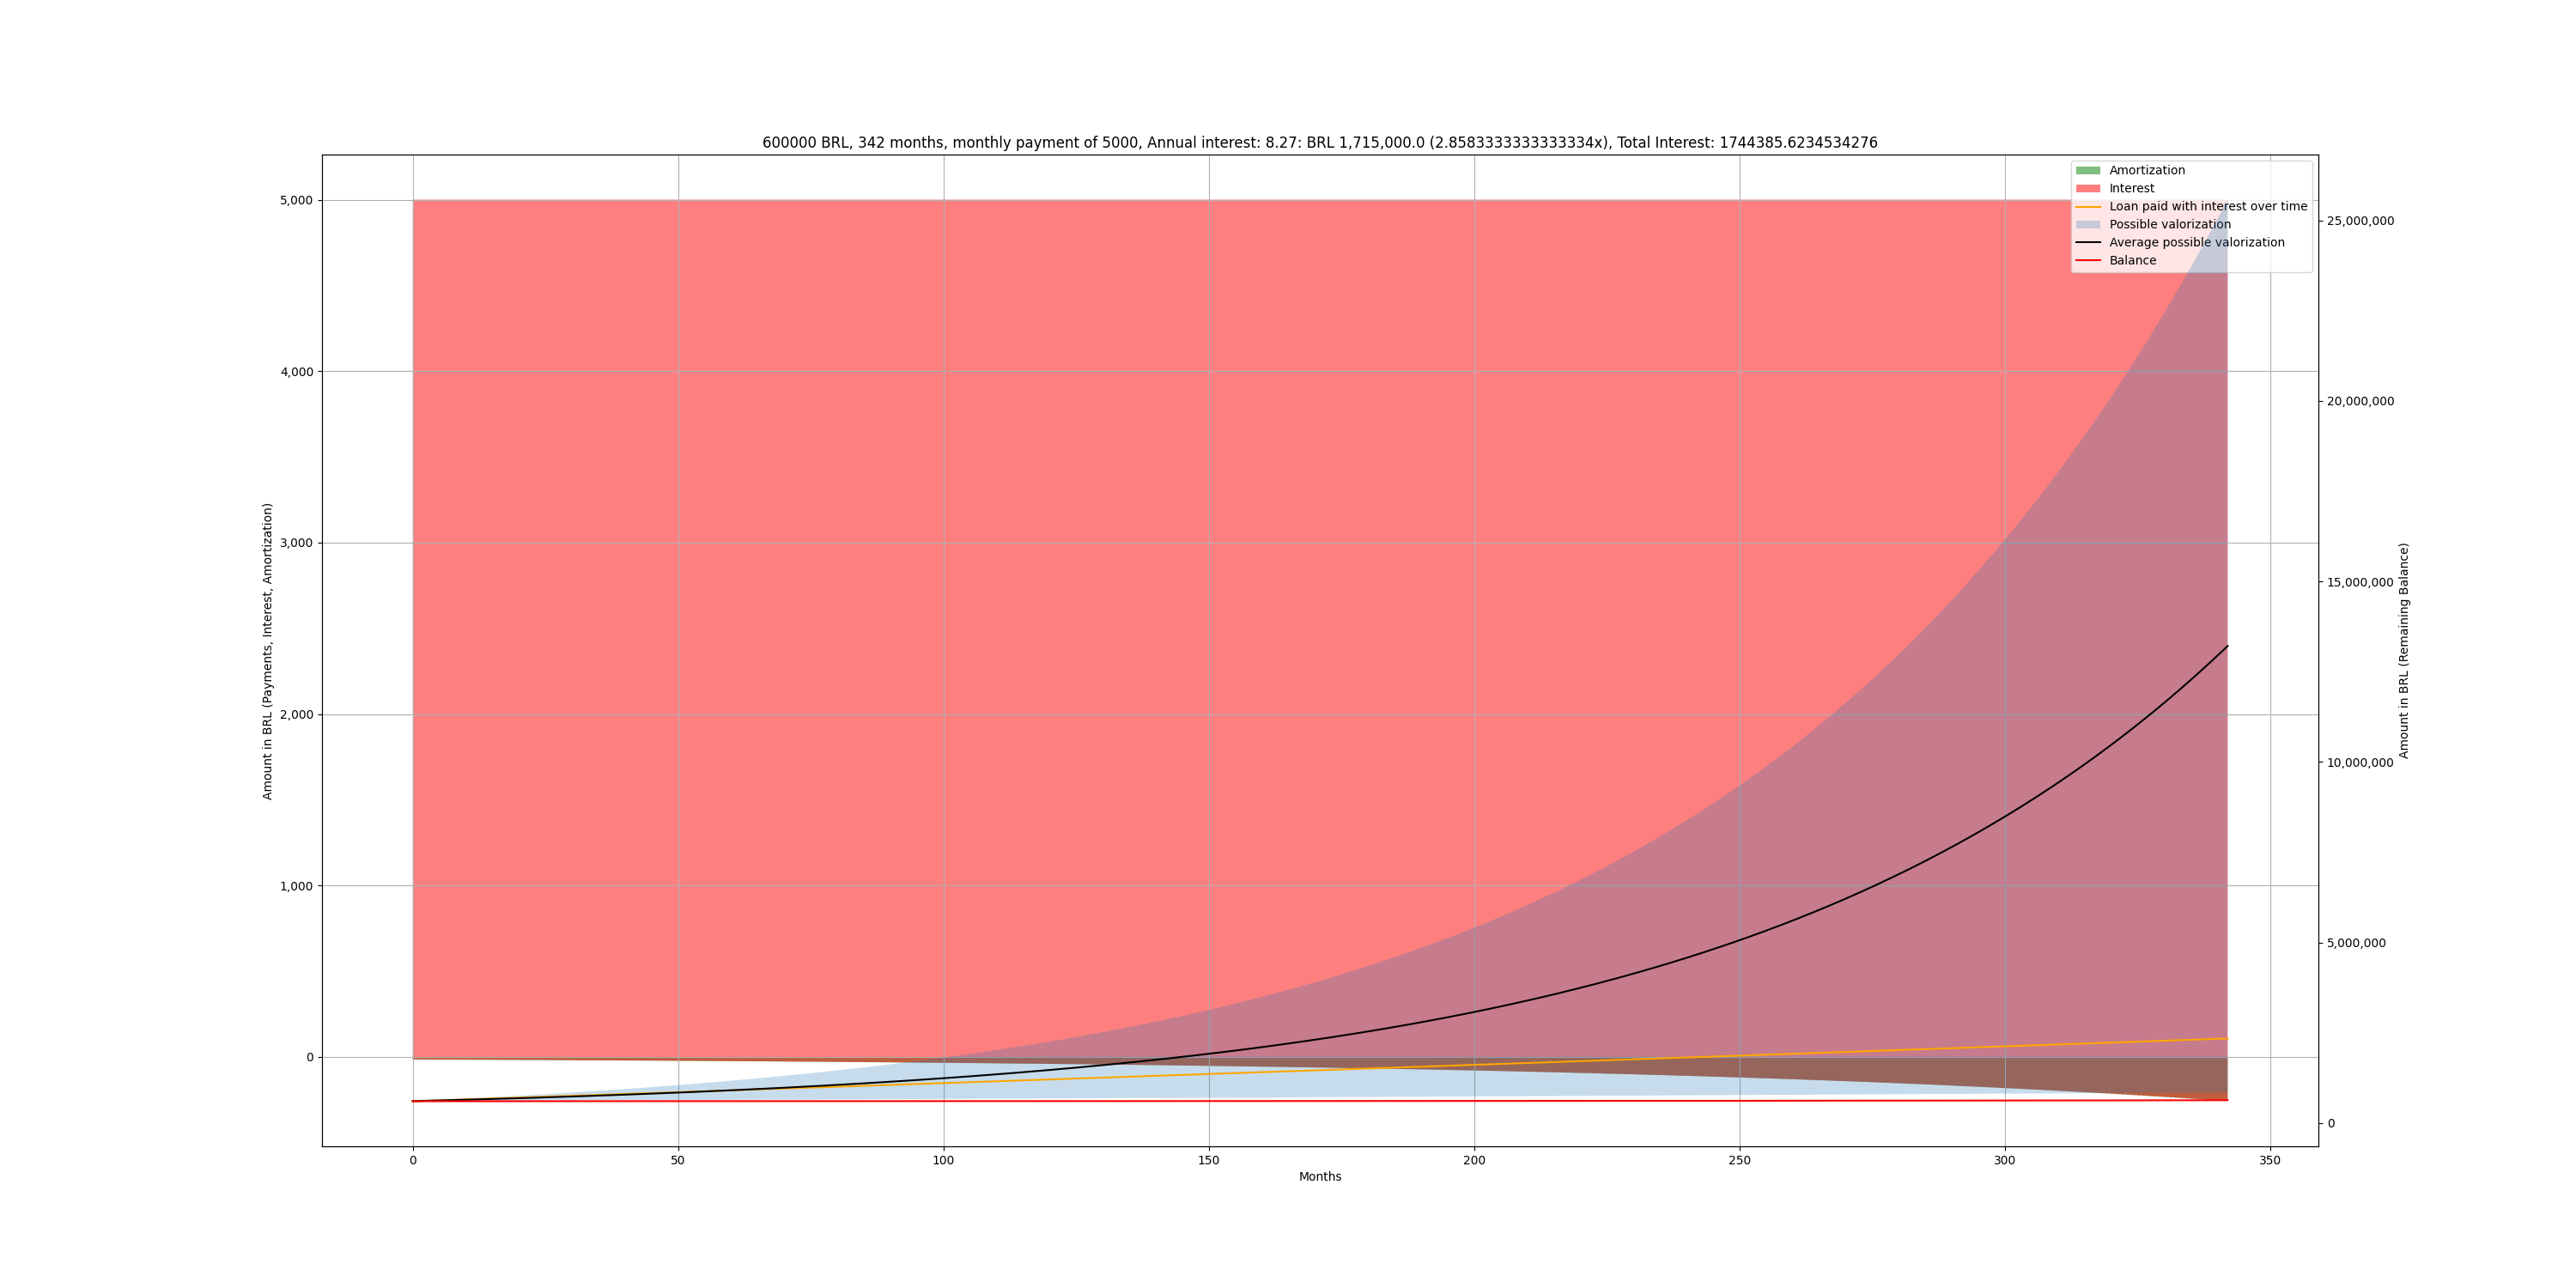 600000 BRL, 342 months, monthly payment of 5000, Annual interest: 8.27: BRL 1,715,000.0 (2.8583333333333334x), Total Interest: 1744385.6234534276
Amortization
Interest
Loan paid with interest over time
Possible valorization
Average possible valorization
Balance
5,000
4,000
3,000
2,000
1,000
0
Amount in BRL (Payments, Interest, Amortization)
25,000,000
20,000,000
15,000,000
10,000,000
5,000,000
0
Amount in BRL (Remaining Balance)
0 50 100 150 200 250 300 350
Months